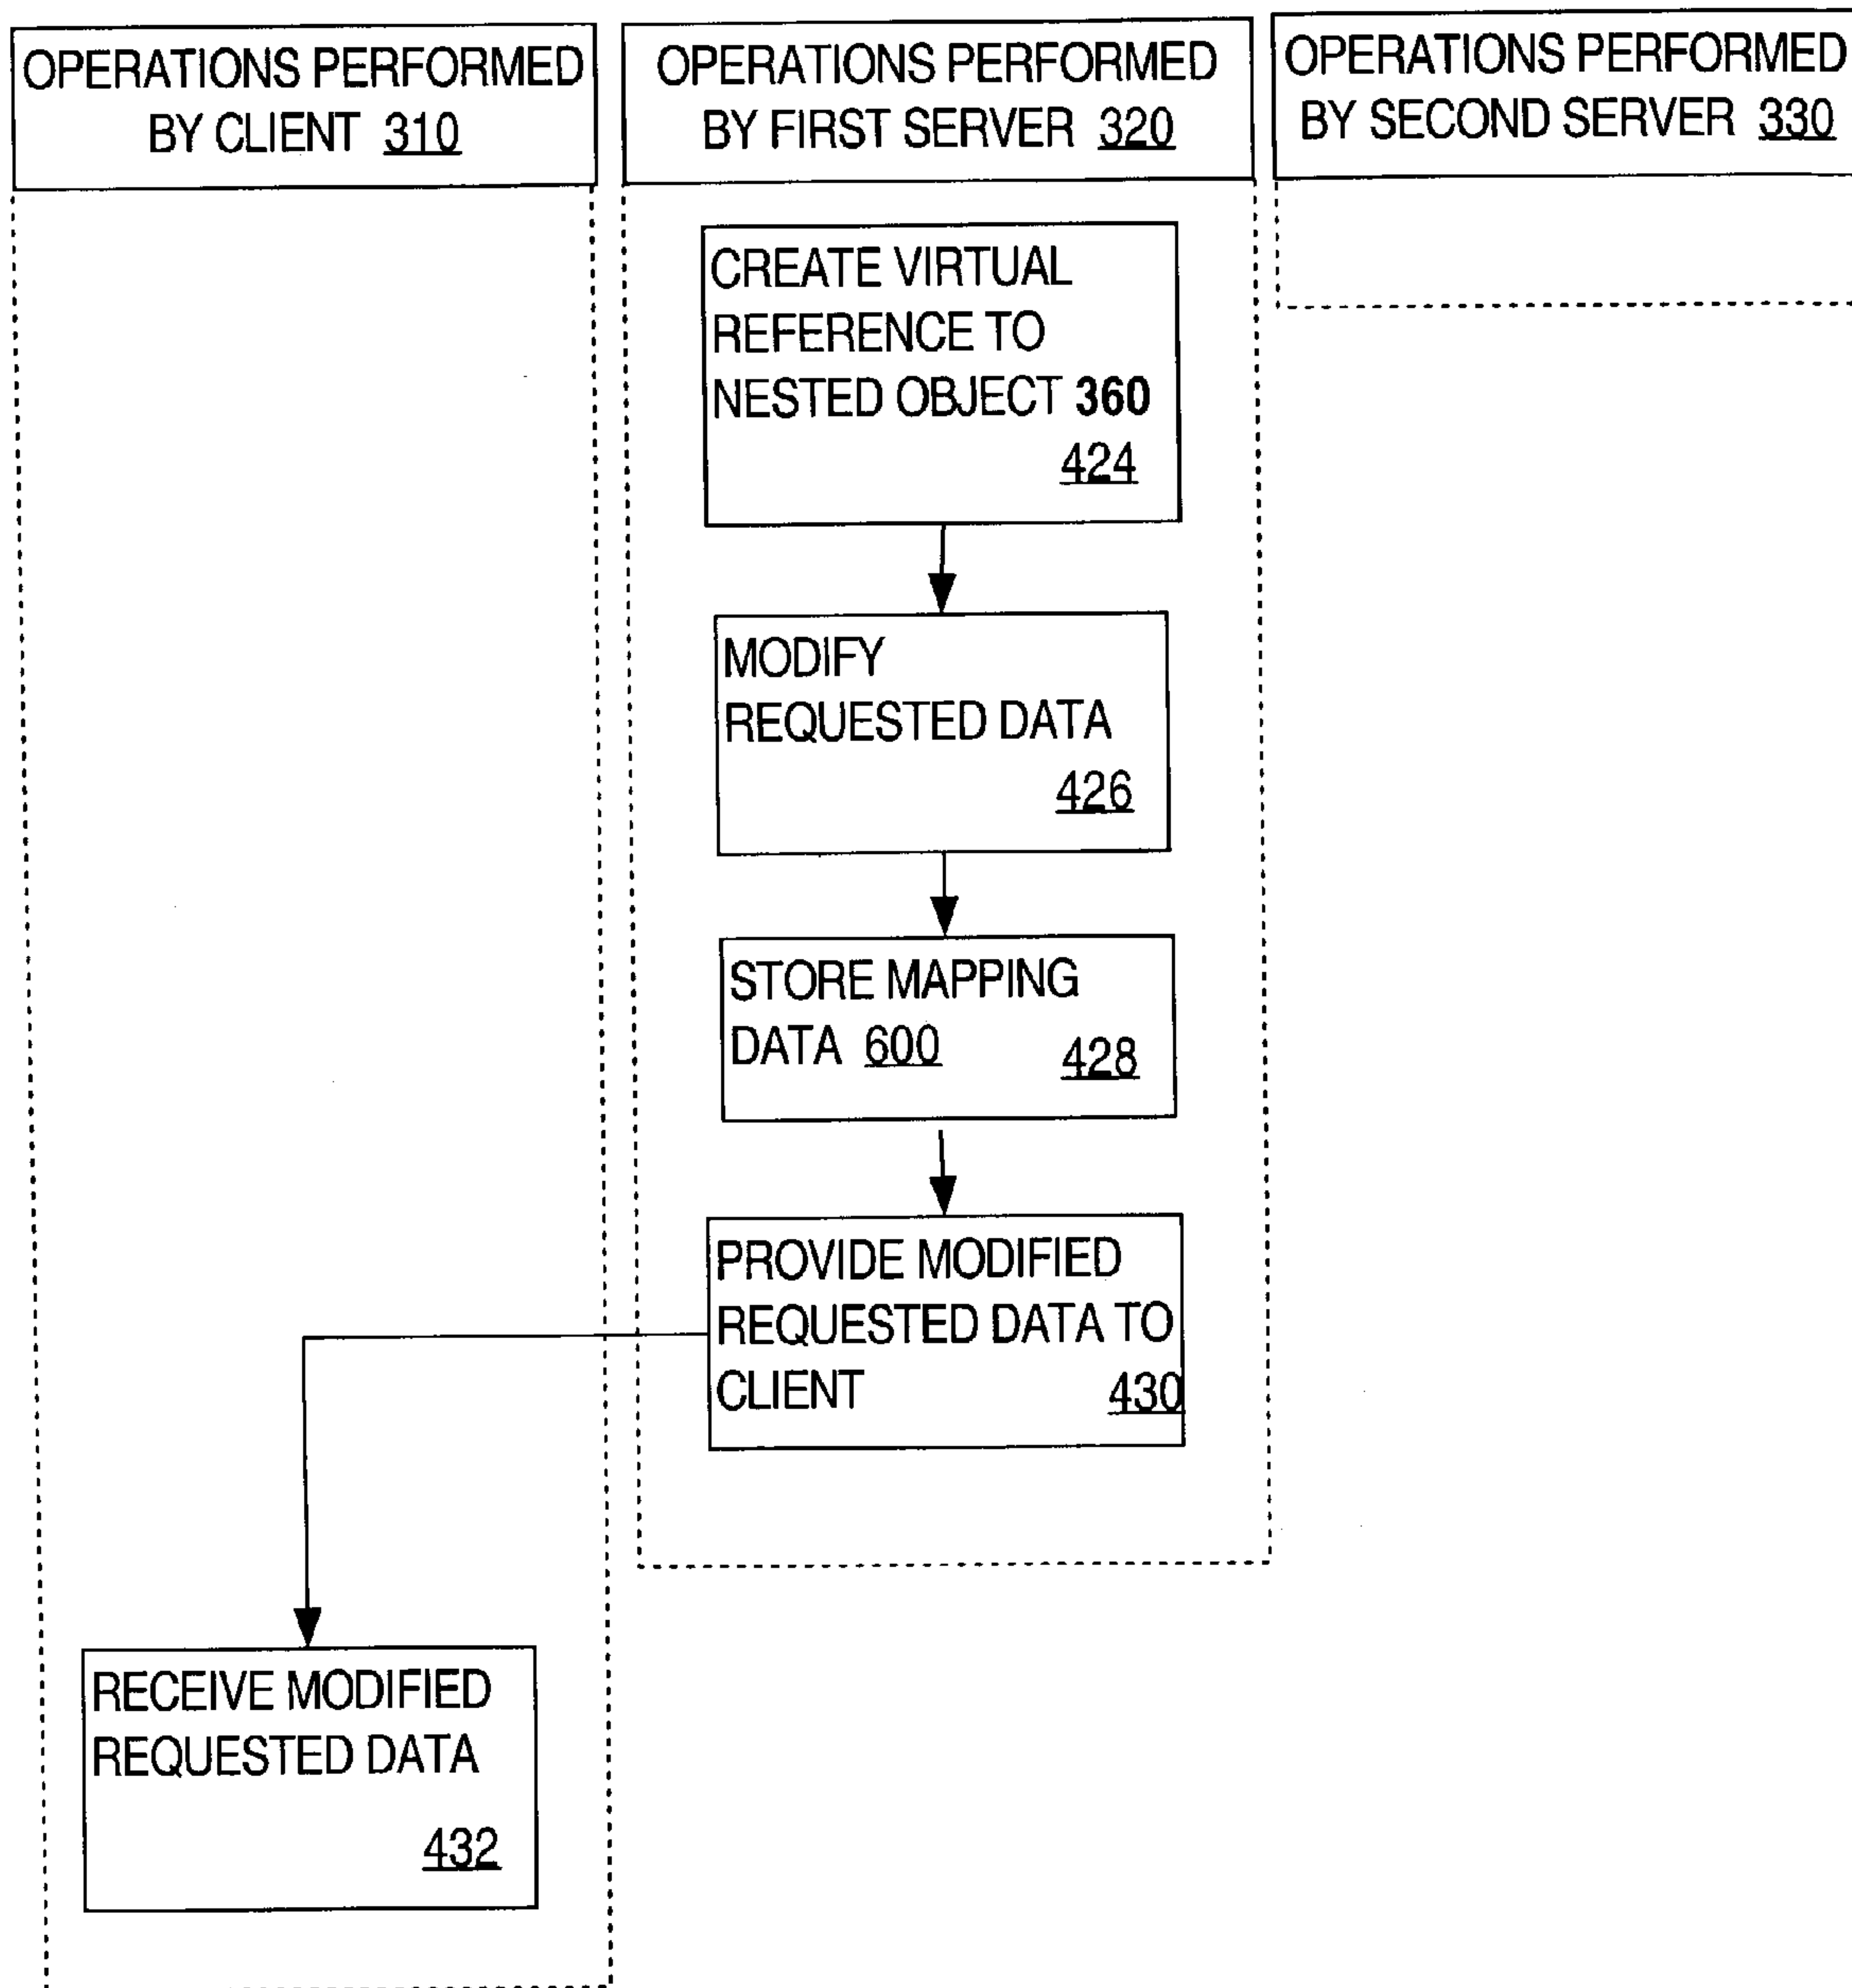 OPERATIONS PERFORMED
BY CLIENT 310
OPERATIONS PERFORMED
BY FIRST SERVER 320
OPERATIONS PERFORMED
BY SECOND SERVER 330
CREATE VIRTUAL
REFERENCE TO
NESTED OBJECT 360
424
MODIFY
REQUESTED DATA
426
STORE MAPPING
DATA 600 428
PROVIDE MODIFIED
REQUESTED DATA TO
CLIENT 430
RECEIVE MODIFIED
REQUESTED DATA
432